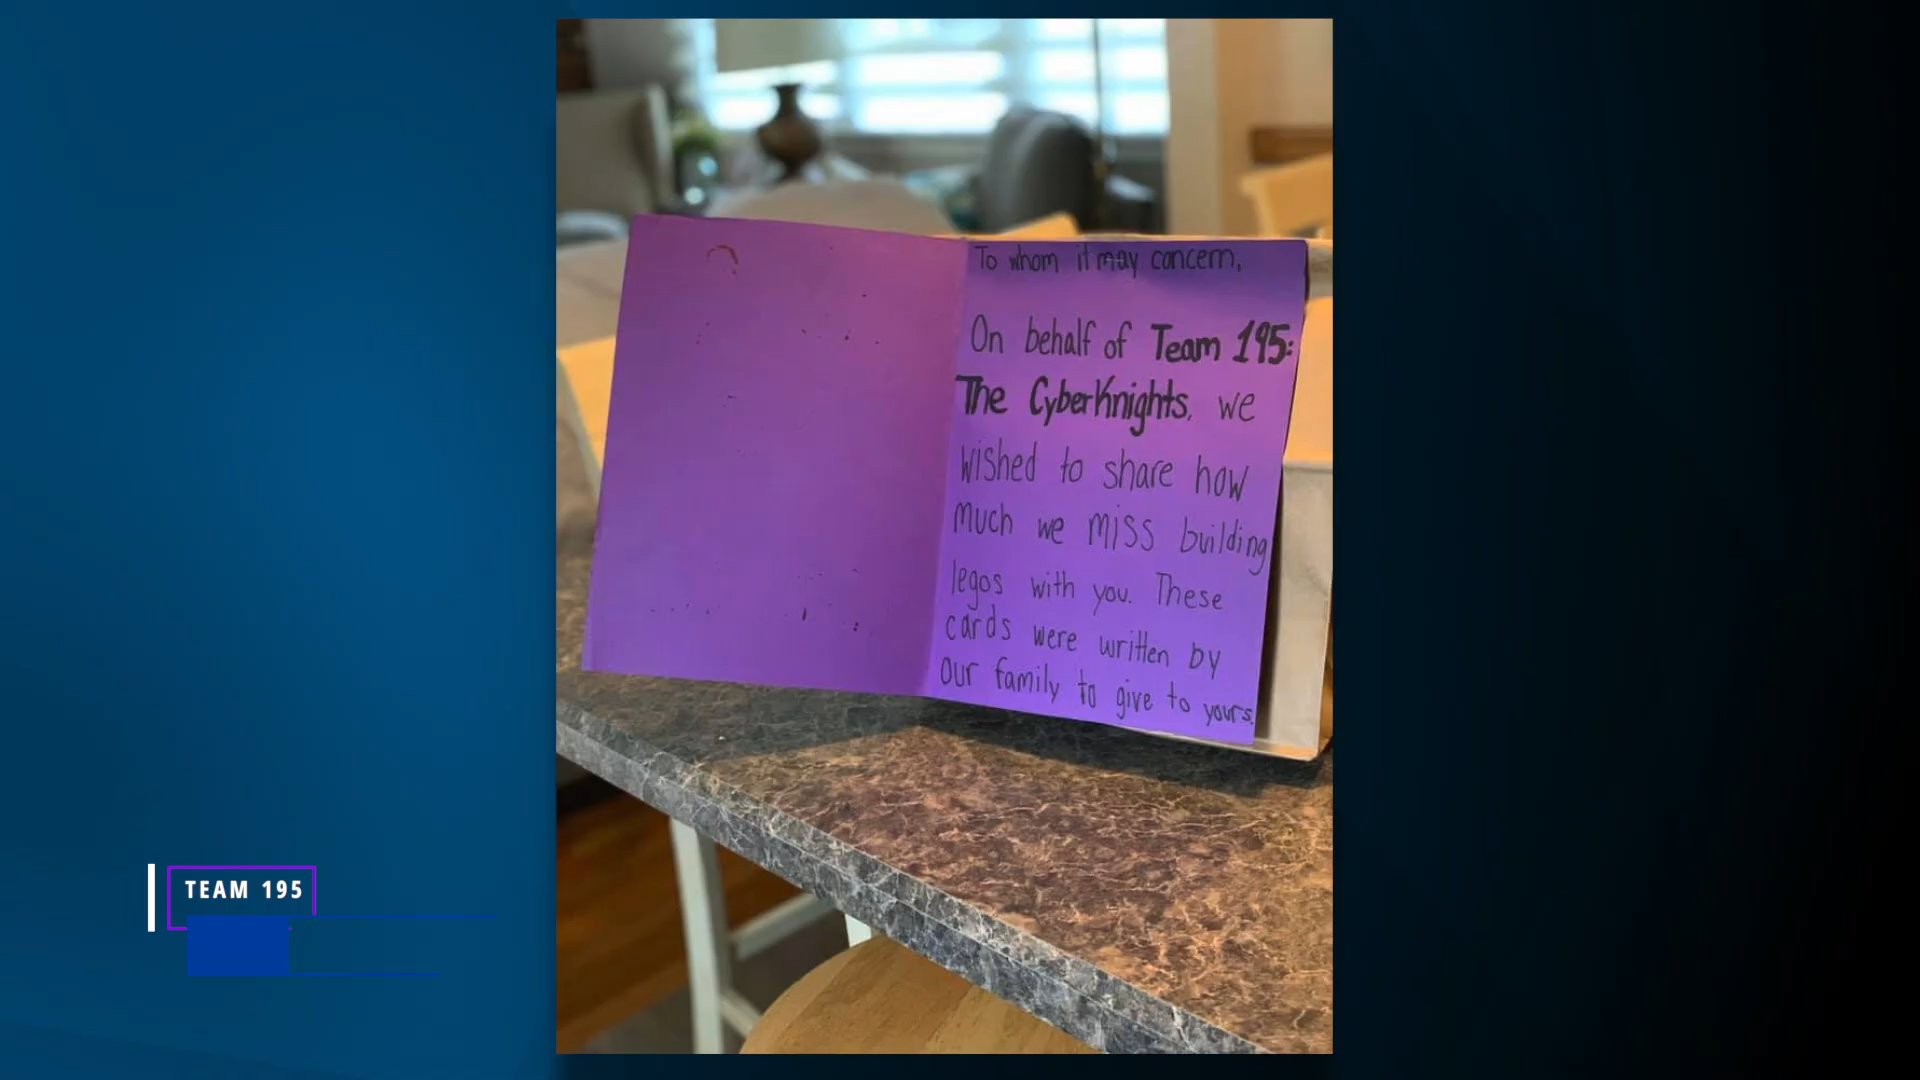 To whom it may concern,
On behalf of Team 195:
The CyberKnights, we
wished to share how
much we miss building
legos with you. These
cards were written by
our family to give to yours.
TEAM 195